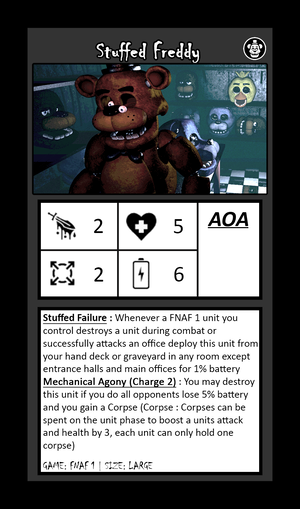 Stuffed Freddy
2
5
AOA
2
6
Stuffed Failure : Whenever a FNAF 1 unit you
control destroys a unit during combat or
successfully attacks an office deploy this unit from
your hand deck or graveyard in any room except
entrance halls and main offices for 1% battery
Mechanical Agony (Charge 2) : You may destroy
this unit if you do all opponents lose 5% battery
and you gain a Corpse (Corpse : Corpses can be
spent on the unit phase to boost a units attack
and health by 3, each unit can only hold one
corpse)
GAME: FNAF 1 | SIZE: LARGE